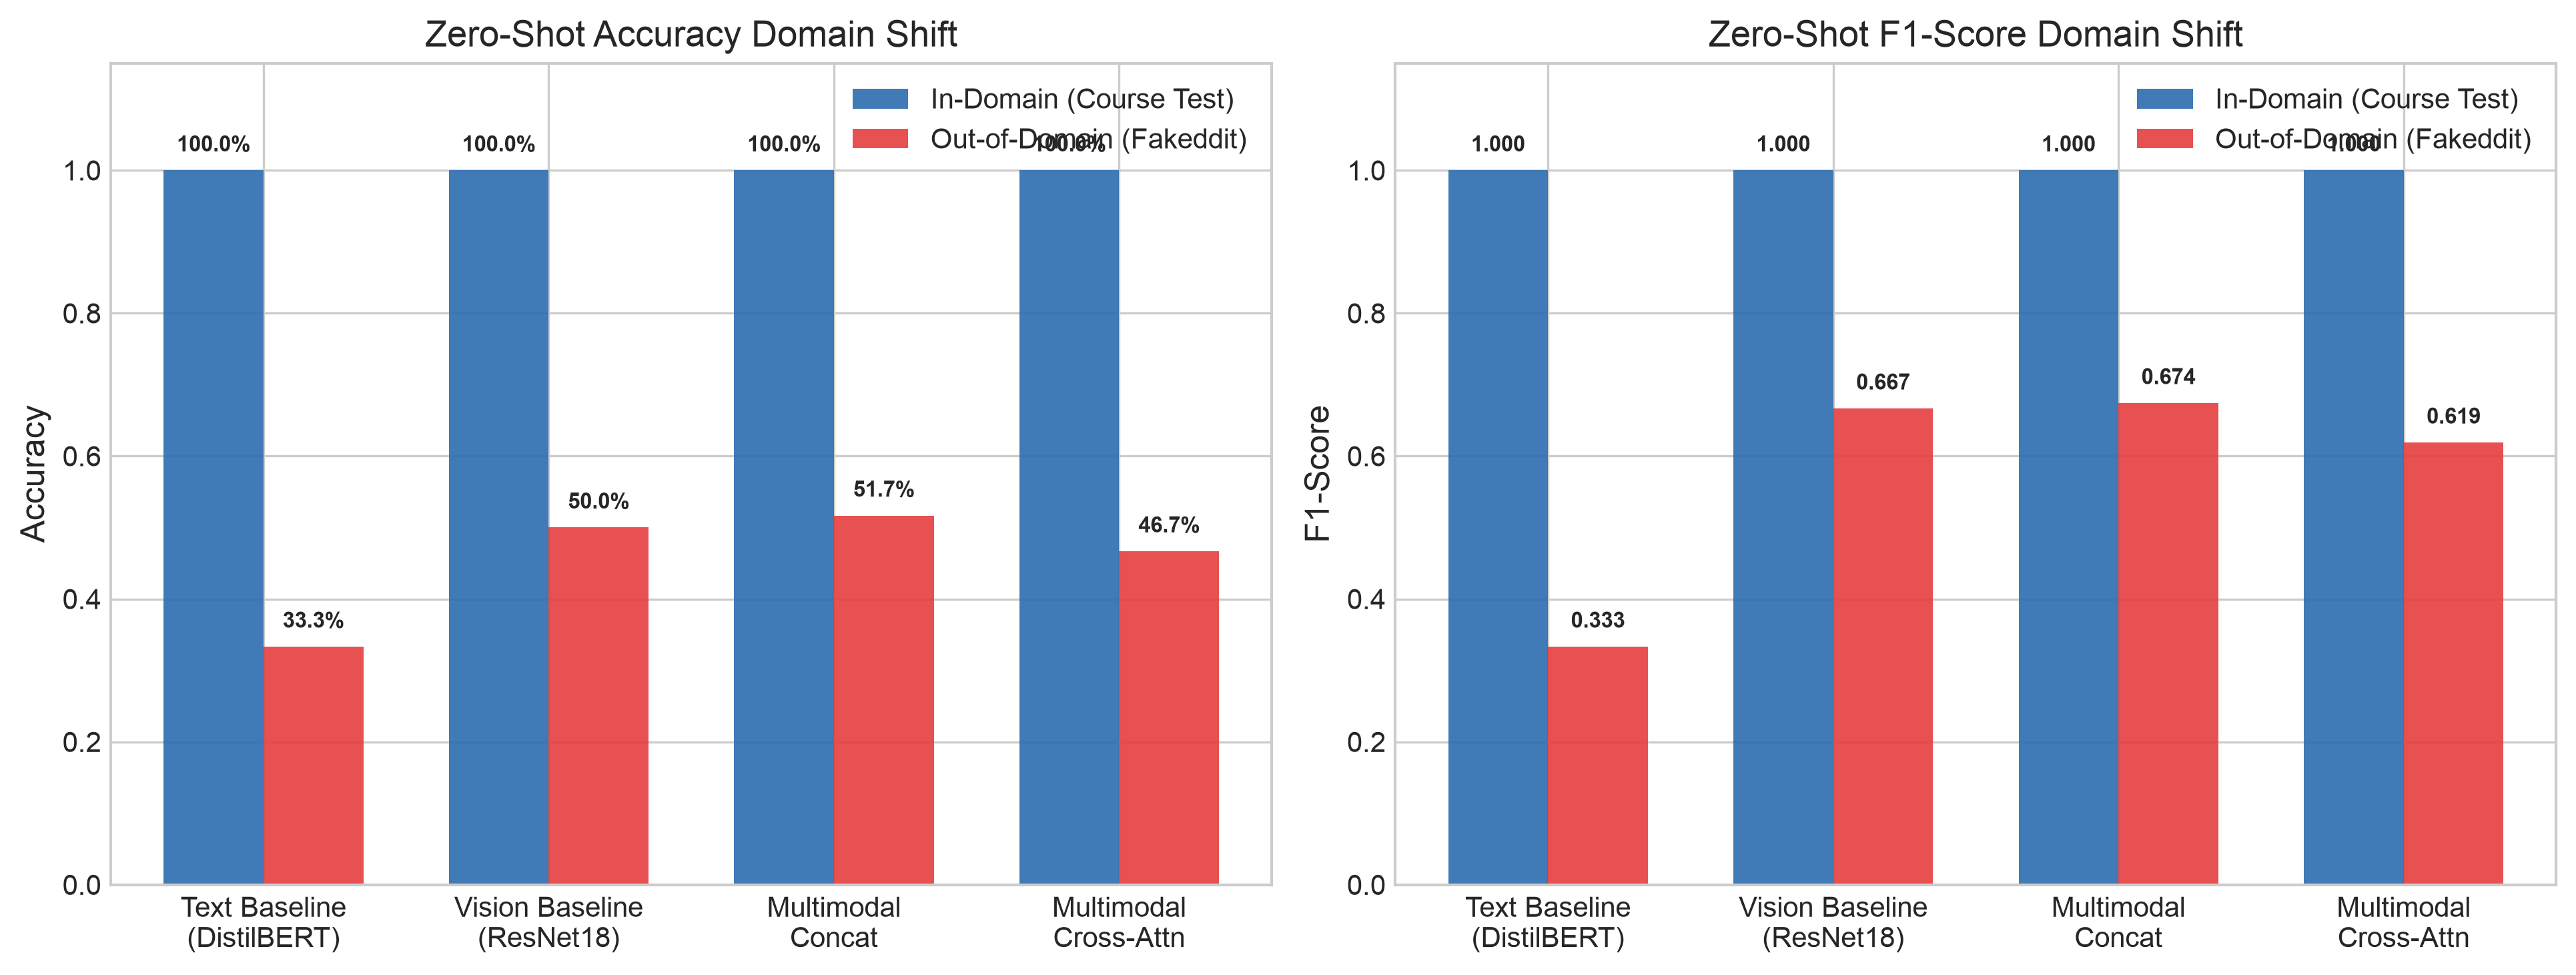 Zero-Shot Accuracy Domain Shift
In-Domain (Course Test)
Out-of-Domain (Fakeddit)
100.0%
100.0%
100.0%
100.0%
1.0
0.8
0.6
0.4
0.2
0.0
Accuracy
33.3%
50.0%
51.7%
46.7%
Text Baseline
(DistilBERT)
Vision Baseline
(ResNet18)
Multimodal
Concat
Multimodal
Cross-Attn
Zero-Shot F1-Score Domain Shift
In-Domain (Course Test)
Out-of-Domain (Fakeddit)
1.000
1.000
1.000
1.000
1.0
0.8
0.6
0.4
0.2
0.0
F1-Score
0.333
0.667
0.674
0.619
Text Baseline
(DistilBERT)
Vision Baseline
(ResNet18)
Multimodal
Concat
Multimodal
Cross-Attn